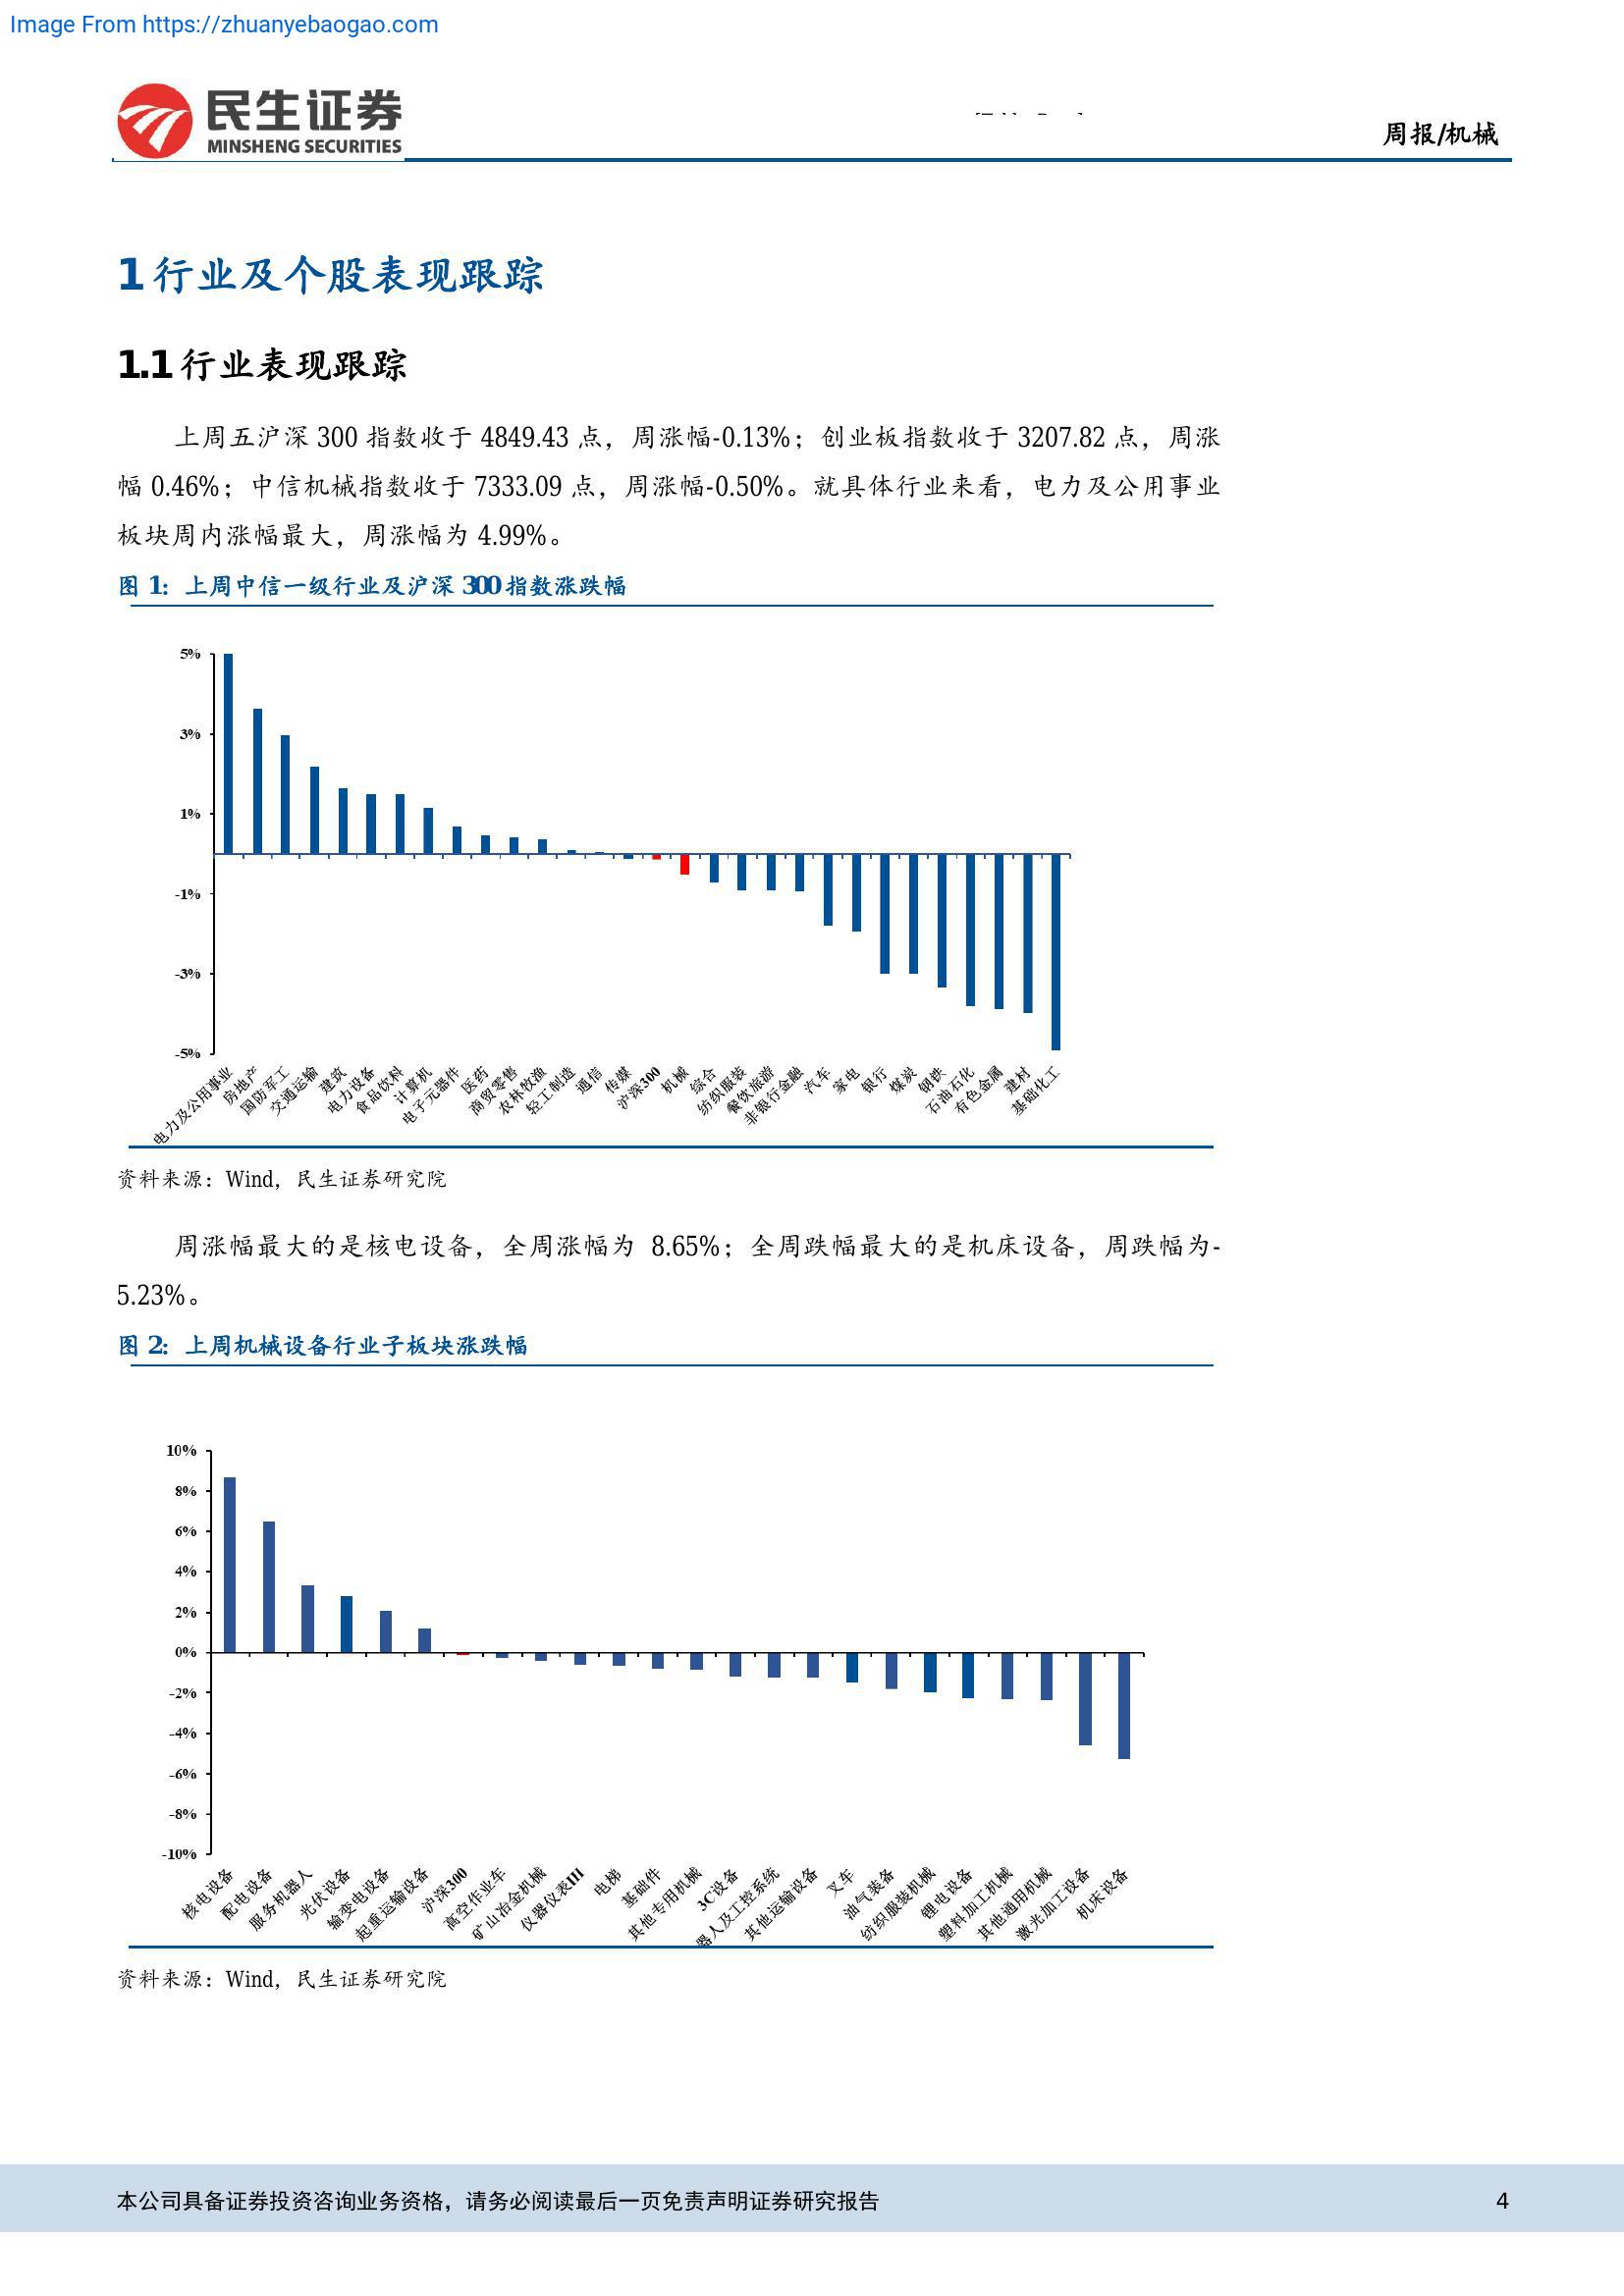 Image From https://zhuanyebaogao.com
民生证券
MINSHENG SECURITIES
周报/机械
1 行业及个股表现跟踪
1.1 行业表现跟踪
上周五沪深 300 指数收于 4849.43 点，周涨幅-0.13%；创业板指数收于 3207.82 点，周涨
幅 0.46%；中信机械指数收于 7333.09 点，周涨幅-0.50%。就具体行业来看，电力及公用事业
板块周内涨幅最大，周涨幅为 4.99%。
图 1：上周中信一级行业及沪深 300 指数涨跌幅
5%
3%
1%
-1%
-3%
-5%
电力及公用事业
房地产
国防军工
交通运输
建筑
电力设备
食品饮料
计算机
电子元器件
医药
商贸零售
农林牧渔
轻工制造
通信
传媒
沪深300
机械
综合
纺织服装
餐饮旅游
非银行金融
汽车
家电
银行
煤炭
钢铁
石油石化
有色金属
建材
基础化工
资料来源：Wind，民生证券研究院
周涨幅最大的是核电设备，全周涨幅为 8.65%；全周跌幅最大的是机床设备，周跌幅为-
5.23%。
图 2：上周机械设备行业子板块涨跌幅
10%
8%
6%
4%
2%
0%
-2%
-4%
-6%
-8%
-10%
核电设备
配电设备
服务机器人
光伏设备
输变电设备
起重运输设备
沪深300
高空作业车
矿山冶金机械
仪器仪表III
电梯
基础件
其他专用机械
3C设备
器人及工控系统
其他运输设备
叉车
油气装备
纺织服装机械
锂电设备
塑料加工机械
其他通用机械
激光加工设备
机床设备
资料来源：Wind，民生证券研究院
本公司具备证券投资咨询业务资格，请务必阅读最后一页免责声明证券研究报告
4